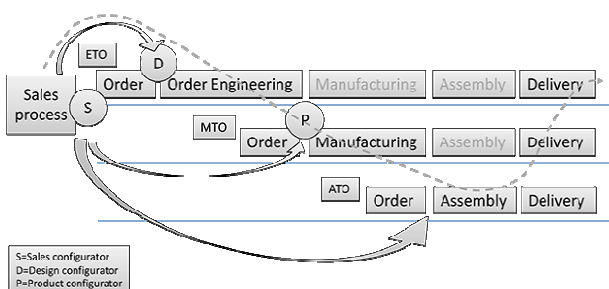 ETO
D
Order
Order Engineering
Manufacturing
Assembly
Delivery
Sales
process
S
MTO
P
Order
Manufacturing
Assembly
Delivery
ATO
Order
Assembly
Delivery
S=Sales configurator
D=Design configurator
P=Product configurator